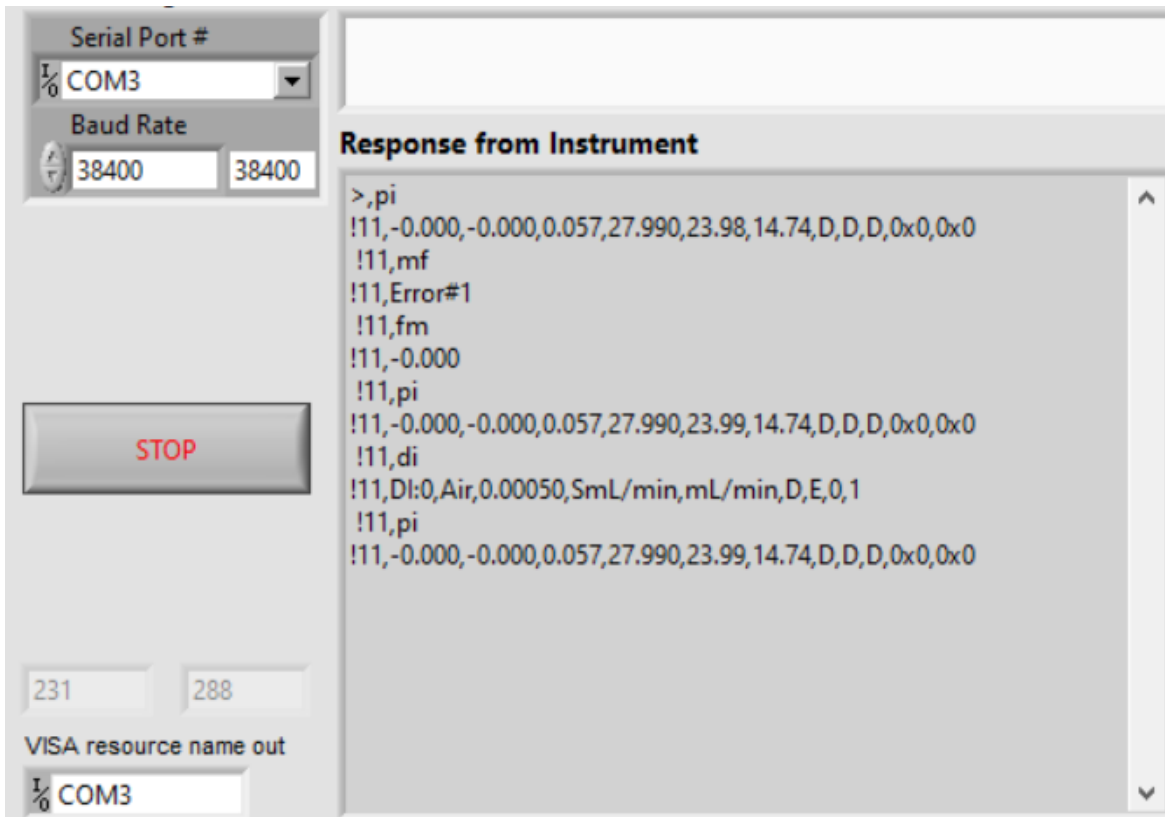 Serial Port #
COM3
Baud Rate
38400
38400
Response from Instrument
>,pi
!11,-0.000,-0.000,0.057,27.990,23.98,14.74,D,D,D,0x0,0x0
!11,mf
!11,Error#1
!11,fm
!11,-0.000
!11,pi
!11,-0.000,-0.000,0.057,27.990,23.99,14.74,D,D,D,0x0,0x0
!11,di
!11,DI:0,Air,0.00050,SmL/min,mL/min,D,E,0,1
!11,pi
!11,-0.000,-0.000,0.057,27.990,23.99,14.74,D,D,D,0x0,0x0
STOP
231
288
VISA resource name out
COM3